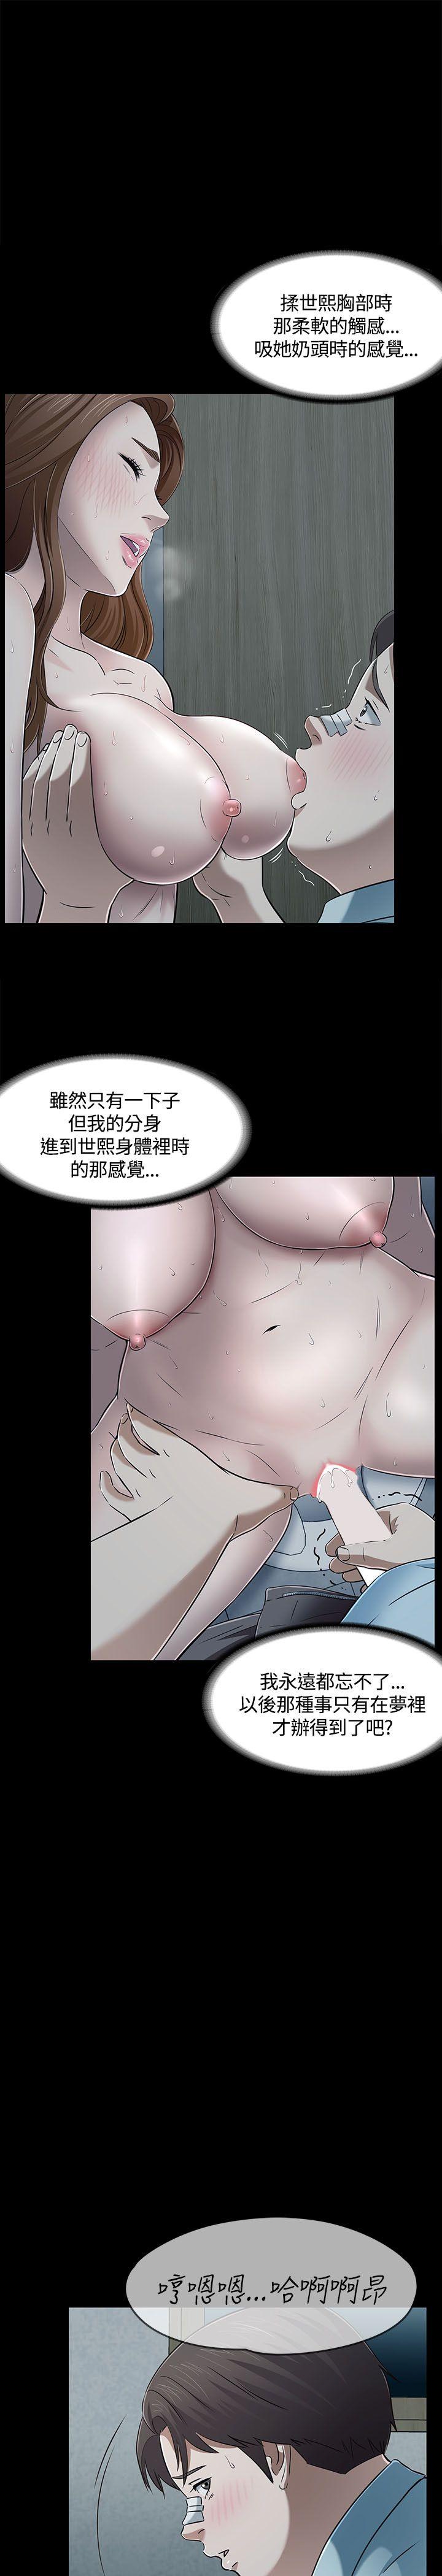 揉世熙胸部時
那柔軟的觸感...
吸她奶頭時的感覺...
雖然只有一下子
但我的分身
進到世熙身體裡時
的那感覺...
我永遠都忘不了...
以後那種事只有在夢裡
才辦得到了吧?
哼嗯嗯...哈啊啊昂